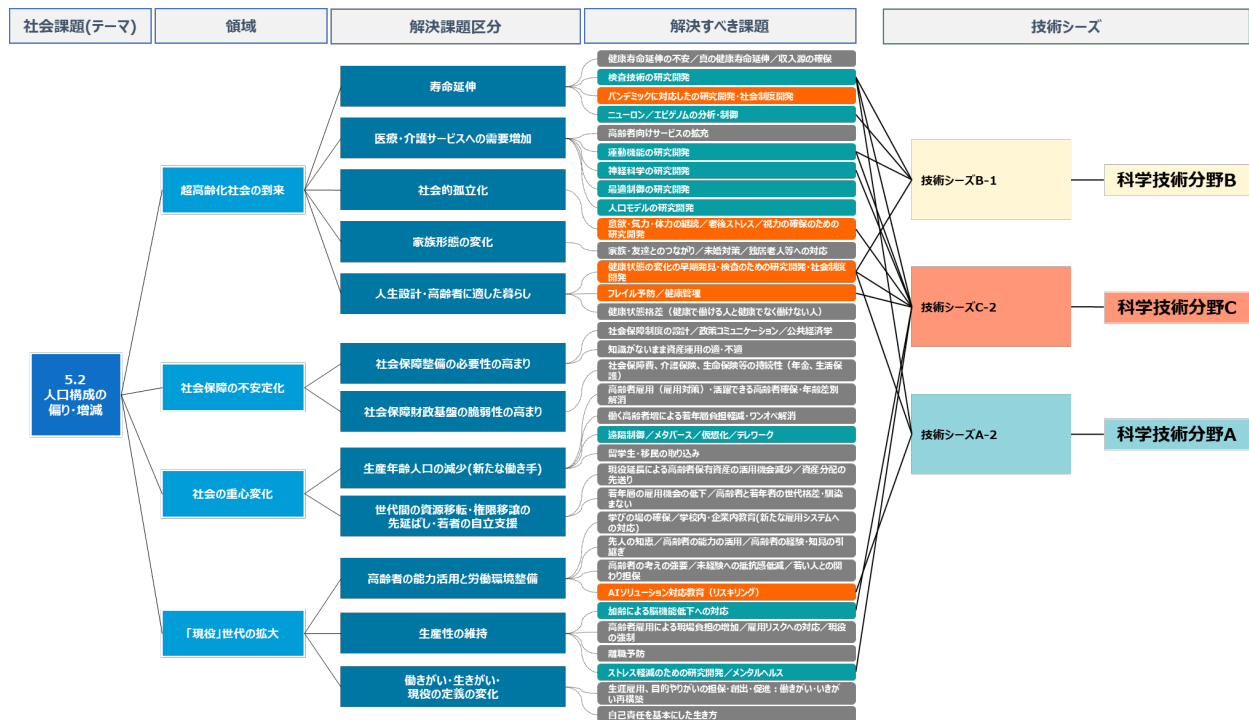 社会課題(テーマ)
領域
解決課題区分
解決すべき課題
技術シーズ
5.2
人口構成の
偏り・増減
超高齢化社会の到来
社会保障の不安定化
社会の重心変化
「現役」世代の拡大
寿命延伸
医療・介護サービスへの需要増加
社会的孤立化
家族形態の変化
人生設計・高齢者に適した暮らし
社会保障整備の必要性の高まり
社会保障財政基盤の脆弱性の高まり
生産年齢人口の減少(新たな働き手)
世代間の資源移転・権限移譲の
先延ばし・若者の自立支援
高齢者の能力活用と労働環境整備
生産性の維持
働きがい・生きがい・
現役の定義の変化
健康寿命延伸の不安／真の健康寿命延伸／収入源の確保
検査技術の研究開発
パンデミックに対応したの研究開発・社会制度開発
ニューロン／エピゲノムの分析・制御
高齢者向けサービスの拡充
運動機能の研究開発
神経科学の研究開発
最適制御の研究開発
人口モデルの研究開発
意欲・気力・体力の継続／老後ストレス／視力の確保のための
研究開発
家族・友達とのつながり／未婚対策／独居老人等への対応
健康状態の変化の早期発見・検査のための研究開発・社会制度
開発
フレイル予防／健康管理
健康状態格差（健康で働ける人と健康でなく働けない人）
社会保障制度の設計／政策コミュニケーション／公共経済学
知識がないまま資産運用の適・不適
社会保障費、介護保険、生命保険等の持続性（年金、生活保
護）
高齢者雇用（雇用対策）・活躍できる高齢者確保・年齢差別
解消
働く高齢者増による若年層負担軽減・ワンオペ解消
遠隔制御／メタバース／仮想化／テレワーク
留学生・移民の取り込み
現役延長による高齢者保有資産の活用機会減少／資産分配の
先送り
若年層の雇用機会の低下／高齢者と若年者の世代格差・馴染
まない
学びの場の確保／学校内・企業内教育(新たな雇用システムへ
の対応)
先人の知恵／高齢者の能力の活用／高齢者の経験・知見の引
継ぎ
高齢者の考えの強要／未経験への抵抗感低減／若い人との関
わり担保
AIソリューション対応教育（リスキリング）
加齢による脳機能低下への対応
高齢者雇用による現場負担の増加／雇用リスクへの対応／現役
の強制
離職予防
ストレス軽減のための研究開発／メンタルヘルス
生涯雇用、目的やりがいの担保・創出・促進：働きがい・いきが
い再構築
自己責任を基本にした生き方
技術シーズB-1
技術シーズC-2
技術シーズA-2
科学技術分野B
科学技術分野C
科学技術分野A